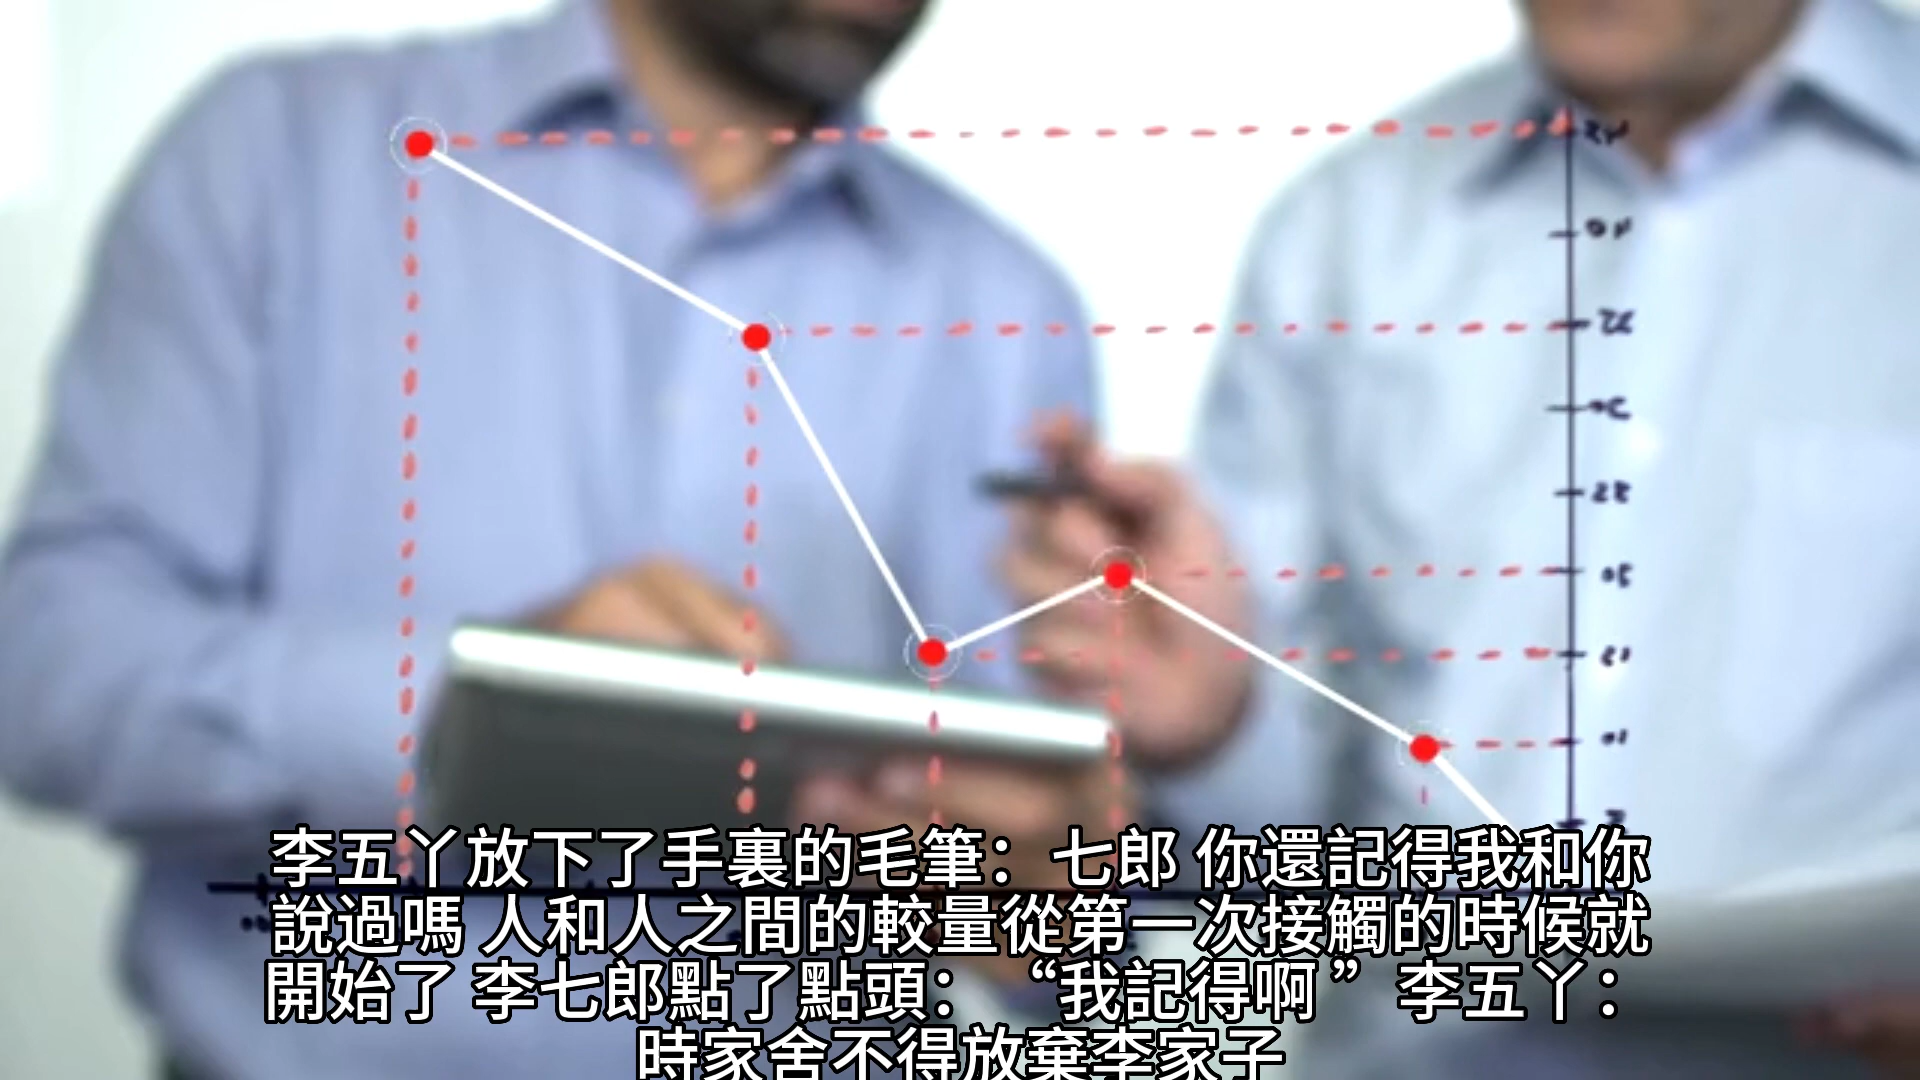 李五丫放下了手裏的毛筆：七郎 你還記得我和你
說過嗎 人和人之間的較量從第一次接觸的時候就
開始了 李七郎點了點頭：“我記得啊 ” 李五丫：
時家舍不得放棄李家子